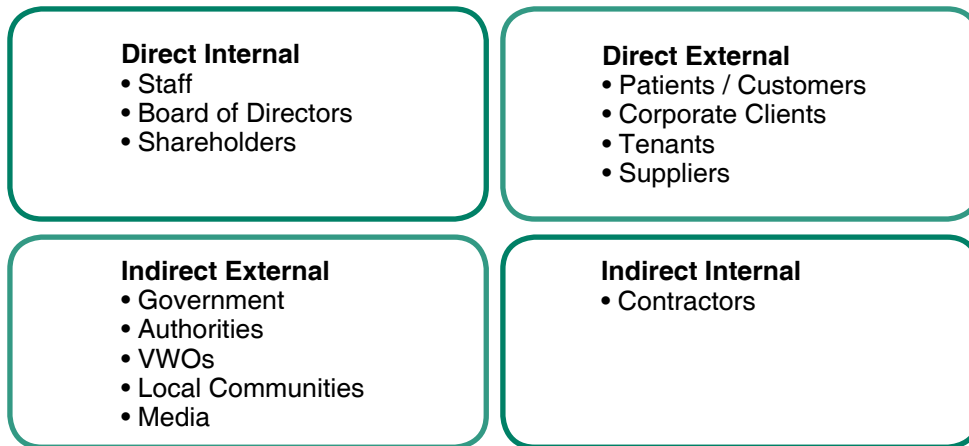 Direct Internal
• Staff
• Board of Directors
• Shareholders
Direct External
• Patients / Customers
• Corporate Clients
• Tenants
• Suppliers
Indirect External
• Government
• Authorities
• VWOs
• Local Communities
• Media
Indirect Internal
• Contractors